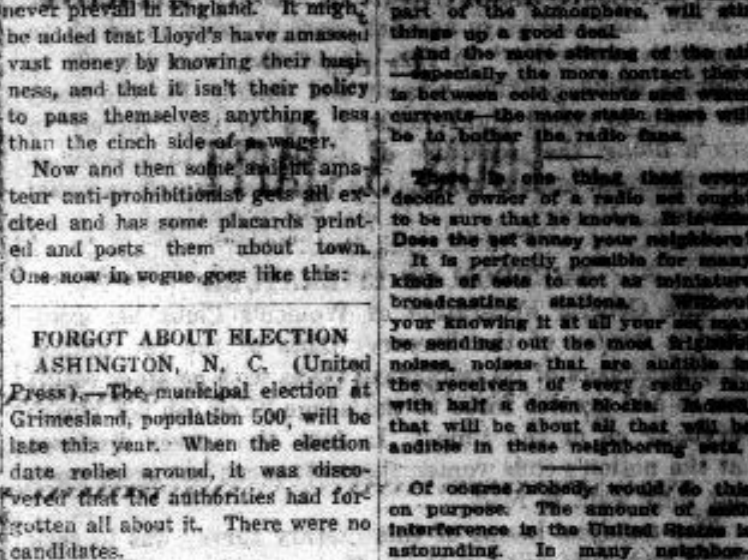 never prevail in England. It might
be added that Lloyd's have amassed
vast money by knowing their busi-
ness, and that it isn't their policy
to pass themselves anything less
than the cinch side of a wager.
Now and then some ama-
teur anti-prohibitionist gets all ex-
cited and has some placards print-
ed and posts them about town.
One now in vogue goes like this:
FORGOT ABOUT ELECTION
ASHINGTON, N. C. (United
Press).—The municipal election at
Grimesland, population 500, will be
late this year. When the election
date rolled around, it was disco-
vered that the authorities had for-
gotten all about it. There were no
candidates.
part of the atmosphere, will
things up a good deal.
And the more stirring of the air
—especially the more contact there
is between cold currents and warm
currents—the more static there will
be to bother the radio fans.
There is one thing that every
decent owner of a radio set ought
to be sure that he knows. It is this:
Does the set annoy your neighbors?
It is perfectly possible for many
kinds of sets to act as miniature
broadcasting stations. Without
your knowing it at all your set may
be sending out the most frightful
noises, noises that are audible in
the receivers of every radio fan
with half a dozen blocks. Indeed
that will be about all that will be
audible in these neighboring sets.
Of course nobody would do this
on purpose. The amount of
interference in the United States is
astounding. In many